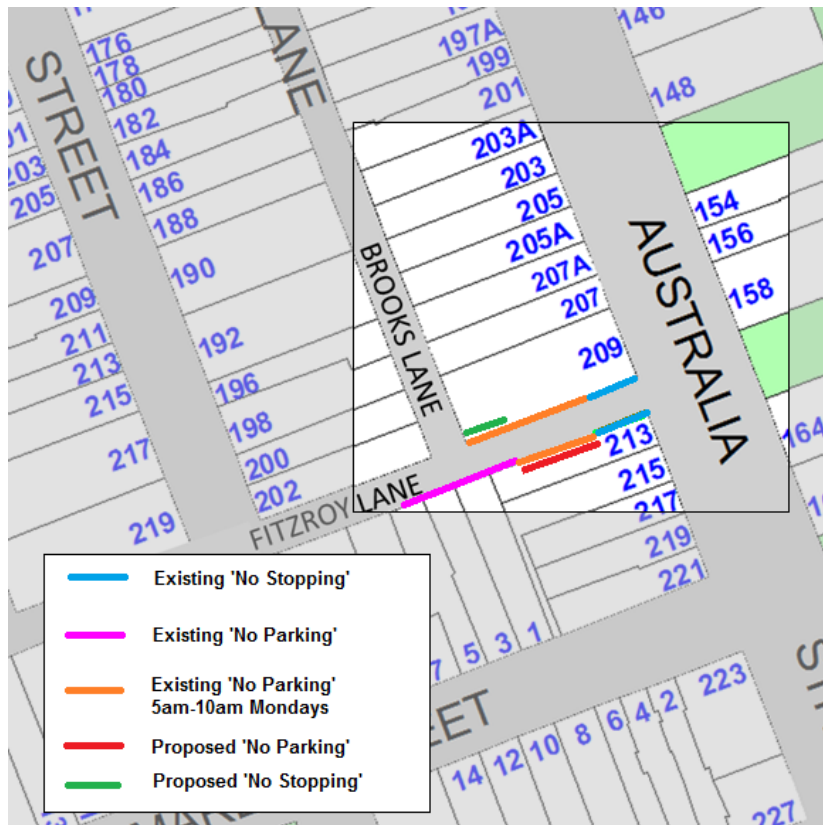 176
178
180
182
184
186
188
190
192
196
198
200
202
STREET
203
205
207
209
211
213
215
217
219
LANE
197A
199
201
203A
203
205
205A
207A
207
209
BROOKS LANE
FITZROY LANE
AUSTRALIA
146
148
154
156
158
164
213
215
217
219
221
7 5 3 1
223
14 12 10 8 6 4 2
227
Existing 'No Stopping'
Existing 'No Parking'
Existing 'No Parking'
5am-10am Mondays
Proposed 'No Parking'
Proposed 'No Stopping'